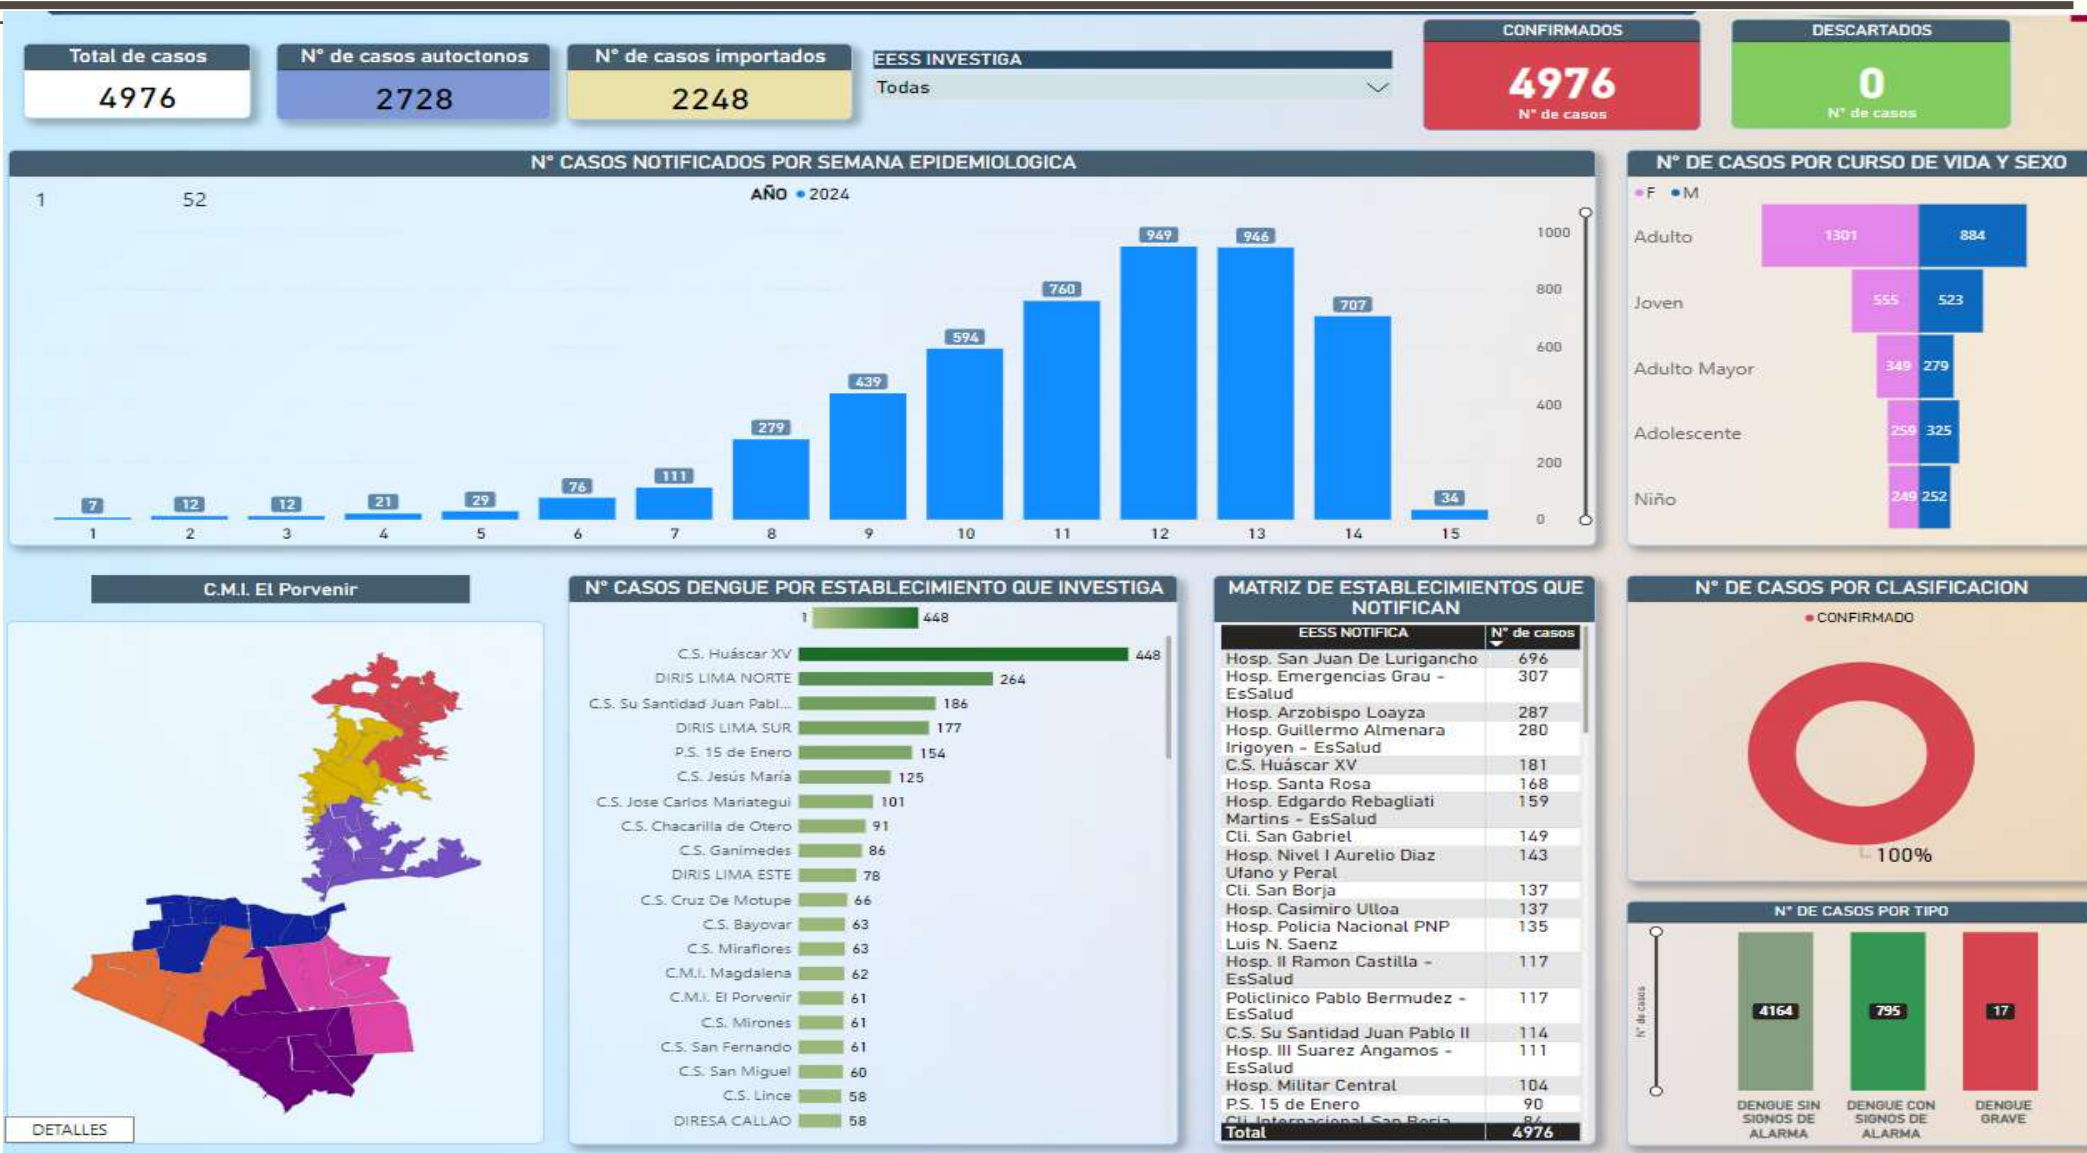 Total de casos
4976
N° de casos autoctonos
2728
N° de casos importados
2248
EESS INVESTIGA
Todas
CONFIRMADOS
4976
N° de casos
DESCARTADOS
0
N° de casos
N° CASOS NOTIFICADOS POR SEMANA EPIDEMIOLOGICA
1 52
AÑO 2024
7 12 12 21 29 76 111 279 439 594 760 949 946 707 34
1000
800
600
400
200
0
1 2 3 4 5 6 7 8 9 10 11 12 13 14 15
N° DE CASOS POR CURSO DE VIDA Y SEXO
F M
Adulto 1301 884
Joven 555 523
Adulto Mayor 349 279
Adolescente 259 325
Niño 249 252
C.M.I. El Porvenir
DETALLES
N° CASOS DENGUE POR ESTABLECIMIENTO QUE INVESTIGA
1 448
C.S. Huáscar XV 448
DIRIS LIMA NORTE 264
C.S. Su Santidad Juan Pabl... 186
DIRIS LIMA SUR 177
P.S. 15 de Enero 154
C.S. Jesús María 125
C.S. Jose Carlos Mariategui 101
C.S. Chacarilla de Otero 91
C.S. Ganimedes 86
DIRIS LIMA ESTE 78
C.S. Cruz De Motupe 66
C.S. Bayovar 63
C.S. Miraflores 63
C.M.I. Magdalena 62
C.M.I. El Porvenir 61
C.S. Mirones 61
C.S. San Fernando 61
C.S. San Miguel 60
C.S. Lince 58
DIRESA CALLAO 58
MATRIZ DE ESTABLECIMIENTOS QUE
NOTIFICAN
EESS NOTIFICA N° de casos
Hosp. San Juan De Lurigancho 696
Hosp. Emergencias Grau - 307
EsSalud
Hosp. Arzobispo Loayza 287
Hosp. Guillermo Almenara 280
Irigoyen - EsSalud
C.S. Huáscar XV 181
Hosp. Santa Rosa 168
Hosp. Edgardo Rebagliati 159
Martins - EsSalud
Cli. San Gabriel 149
Hosp. Nivel I Aurelio Diaz 143
Ufano y Peral
Cli. San Borja 137
Hosp. Casimiro Ulloa 137
Hosp. Policia Nacional PNP 135
Luis N. Saenz
Hosp. II Ramon Castilla - 117
EsSalud
Policlinico Pablo Bermudez - 117
EsSalud
C.S. Su Santidad Juan Pablo II 114
Hosp. III Suarez Angamos - 111
EsSalud
Hosp. Militar Central 104
P.S. 15 de Enero 90
Cli. Internacional San Borja
Total 4976
N° DE CASOS POR CLASIFICACION
CONFIRMADO
100%
N° DE CASOS POR TIPO
N° de casos
4164 795 17
DENGUE SIN
SIGNOS DE
ALARMA
DENGUE CON
SIGNOS DE
ALARMA
DENGUE
GRAVE